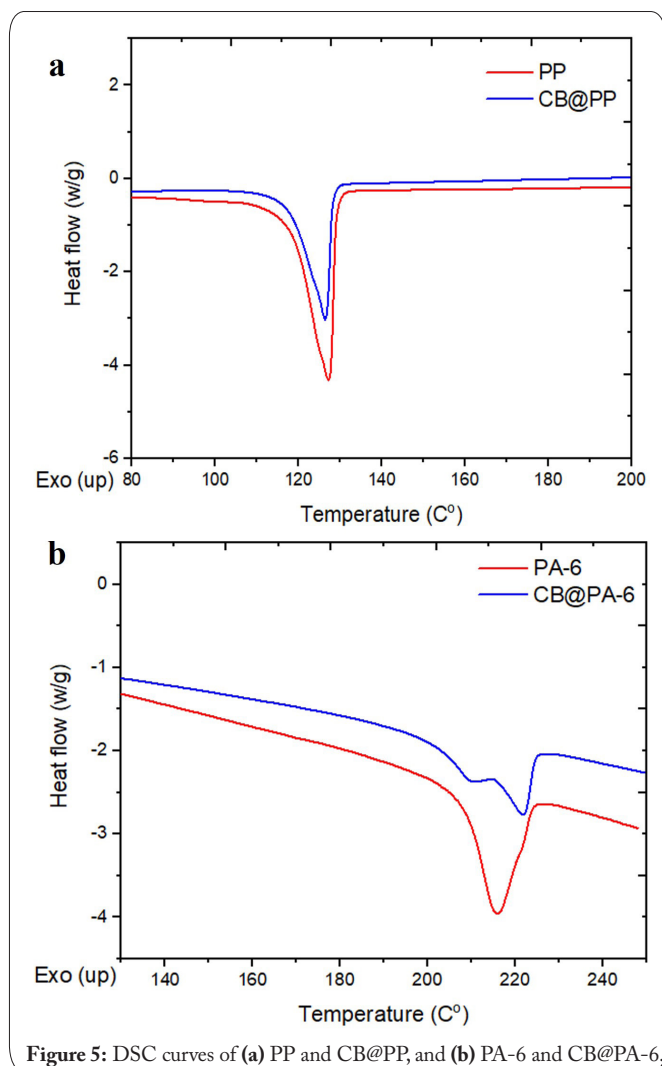 a
PP
CB@PP
2
0
-2
-4
-6
Heat flow (w/g)
Exo (up)
80 100 120 140 160 180 200
Temperature (C°)
b
PA-6
CB@PA-6
0
-1
-2
-3
-4
Heat flow (w/g)
Exo (up)
140 160 180 200 220 240
Temperature (C°)
Figure 5: DSC curves of (a) PP and CB@PP, and (b) PA-6 and CB@PA-6,